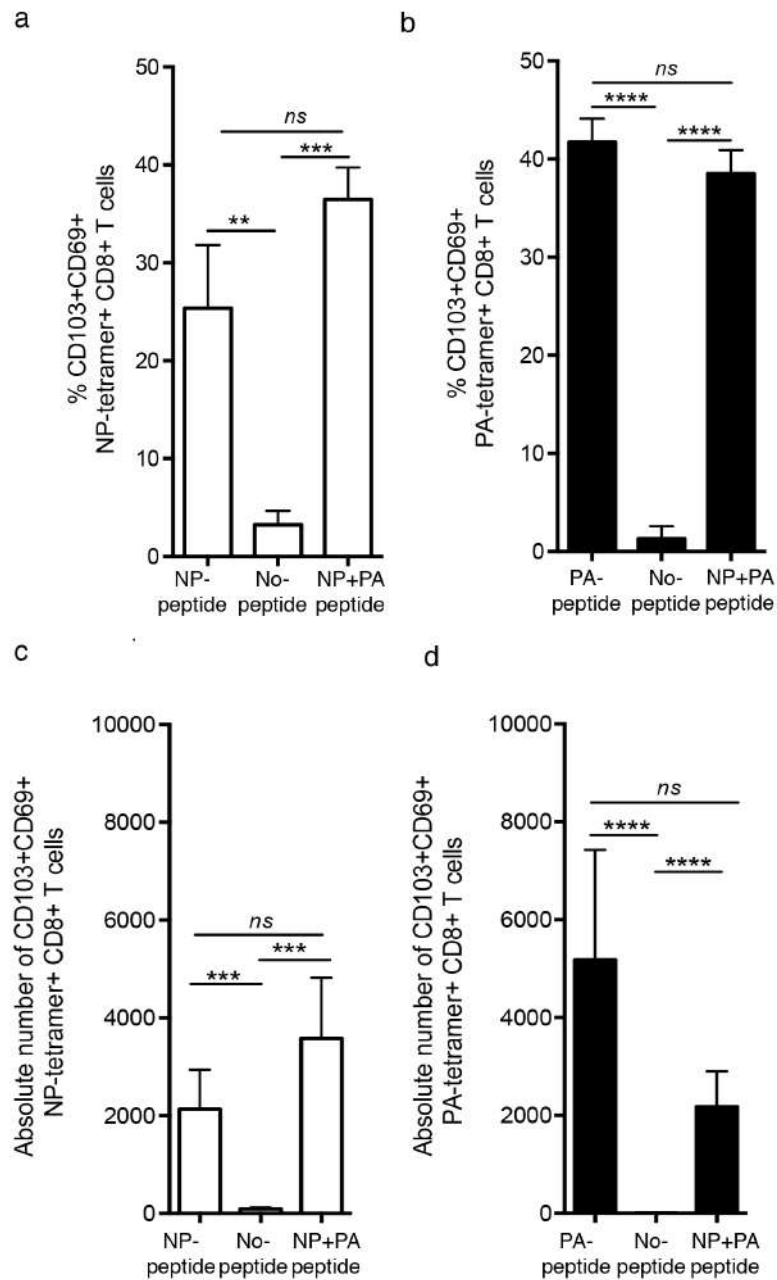 a
% CD103+CD69+
NP-tetramer+ CD8+ T cells
50
40
30
20
10
0
ns
***
**
NP-
peptide
No-
peptide
NP+PA
peptide
b
% CD103+CD69+
PA-tetramer+ CD8+ T cells
50
40
30
20
10
0
ns
****
****
PA-
peptide
No-
peptide
NP+PA
peptide
c
Absolute number of CD103+CD69+
NP-tetramer+ CD8+ T cells
10000
8000
6000
4000
2000
0
ns
***
***
NP-
peptide
No-
peptide
NP+PA
peptide
d
Absolute number of CD103+CD69+
PA-tetramer+ CD8+ T cells
10000
8000
6000
4000
2000
0
ns
****
****
PA-
peptide
No-
peptide
NP+PA
peptide